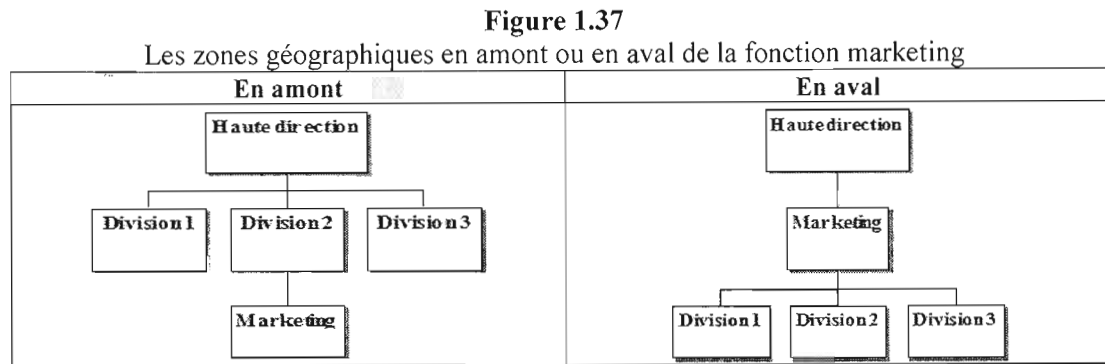 Figure 1.37
Les zones géographiques en amont ou en aval de la fonction marketing
En amont
En aval
Haute direction
Division 1
Division 2
Division 3
Marketing
Haute direction
Marketing
Division 1
Division 2
Division 3